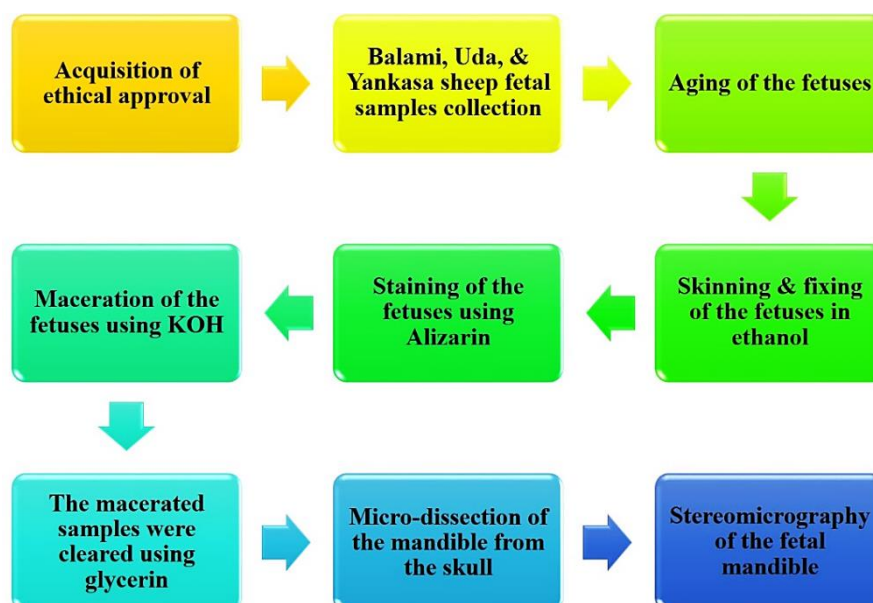 Acquisition of
ethical approval
Balami, Uda, &
Yankasa sheep fetal
samples collection
Aging of the fetuses
Skinning & fixing
of the fetuses in
ethanol
Staining of the
fetuses using
Alizarin
Maceration of the
fetuses using KOH
The macerated
samples were
cleared using
glycerin
Micro-dissection of
the mandible from
the skull
Stereomicrography
of the fetal
mandible